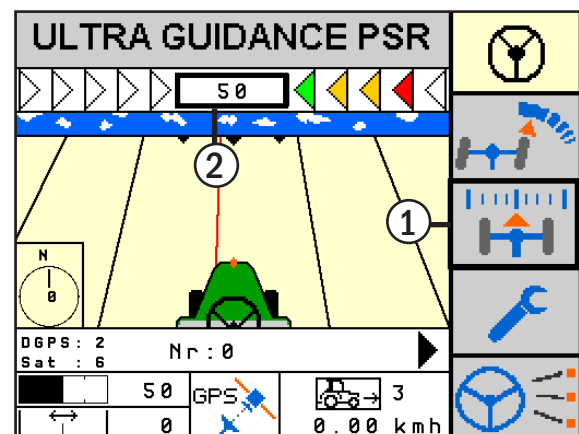 ULTRA GUIDANCE PSR
50
2
1
N
0
DGPS: 2
Sat : 6
Nr:0
50
GPS
3
0
0.00 kmh